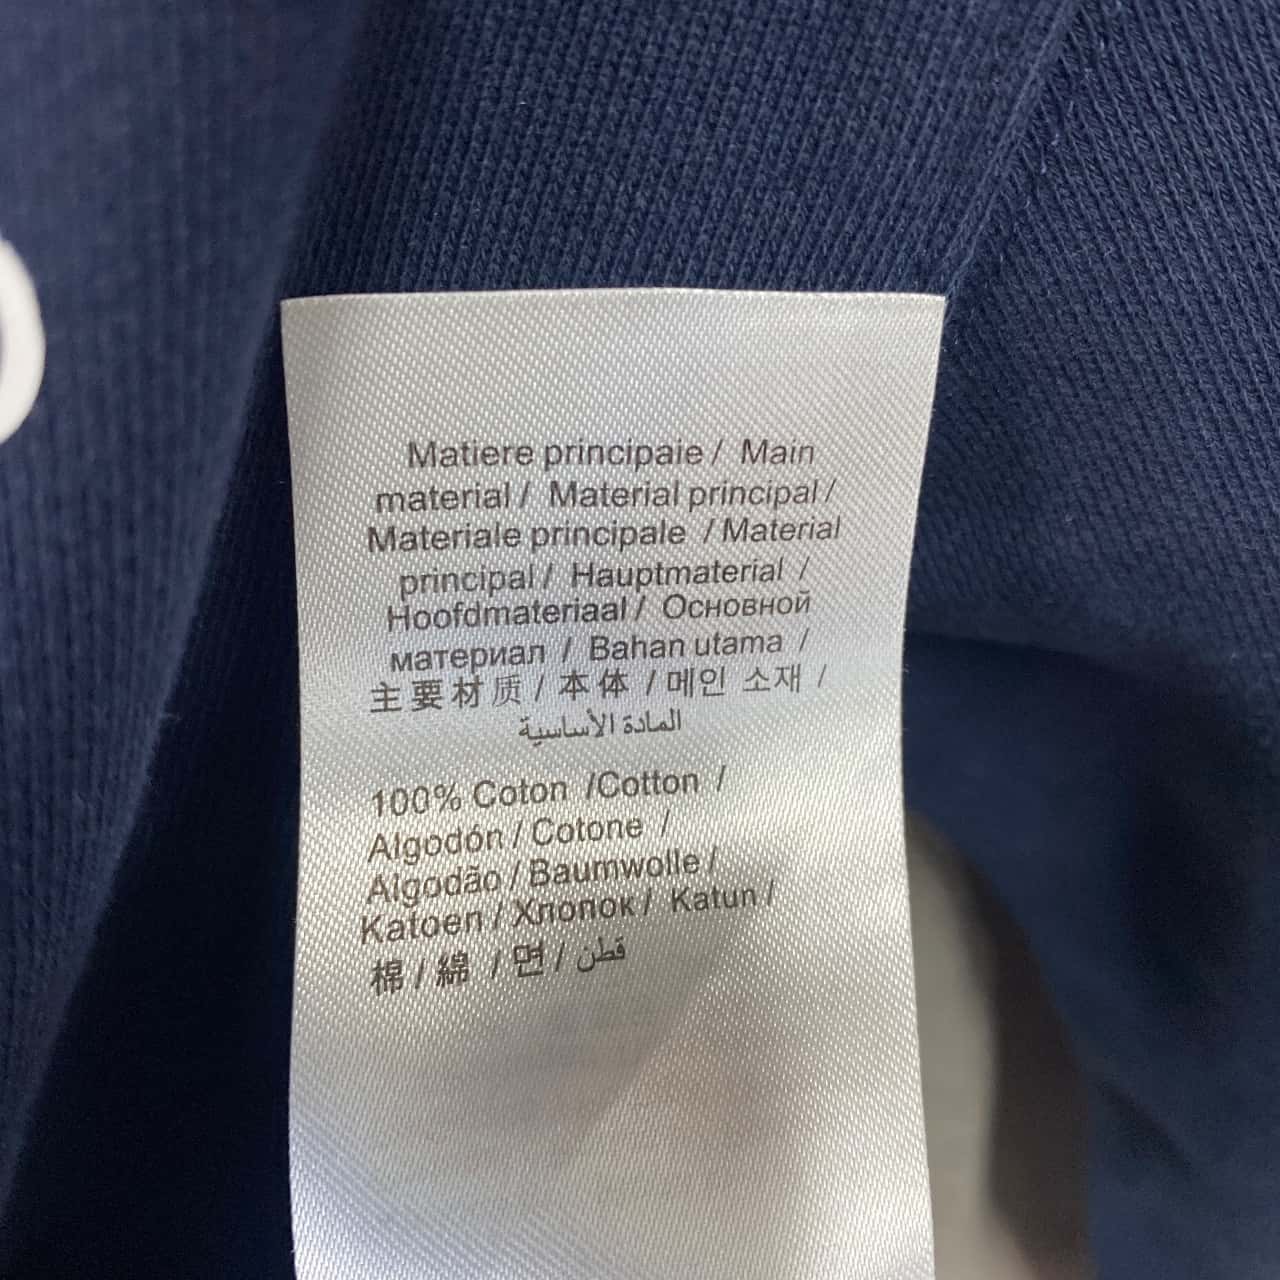 Matiere principaie / Main
material / Material principal /
Materiale principale / Material
principal / Hauptmaterial /
Hoofdmateriaal / Основной
материал / Bahan utama /
主要材质 / 本体 / 메인 소재 /
المادة الأساسية
100% Coton /Cotton /
Algodón / Cotone /
Algodão / Baumwolle /
Katoen / Хлопок / Katun /
棉 / 綿 / 면 / قطن